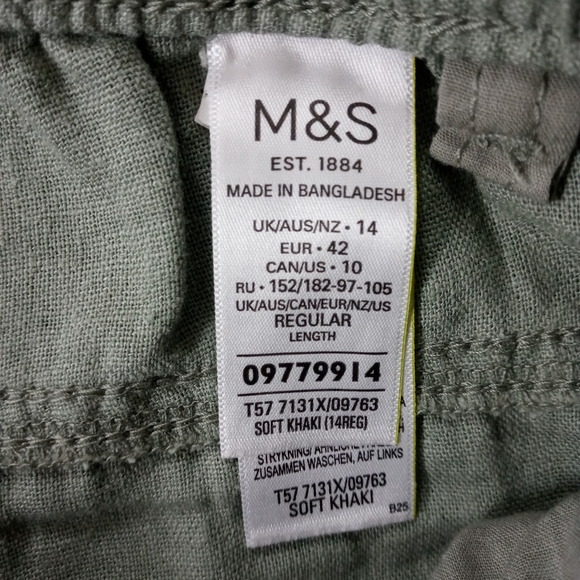 M&S
EST. 1884
MADE IN BANGLADESH
UK/AUS/NZ • 14
EUR • 42
CAN/US • 10
RU • 152/182-97-105
UK/AUS/CAN/EUR/NZ/US
REGULAR
LENGTH
09779914
T57 7131X/09763
SOFT KHAKI (14REG)
ZUSAMMEN WASCHEN, AUF LINKS
T57 7131X/09763
SOFT KHAKI
B25